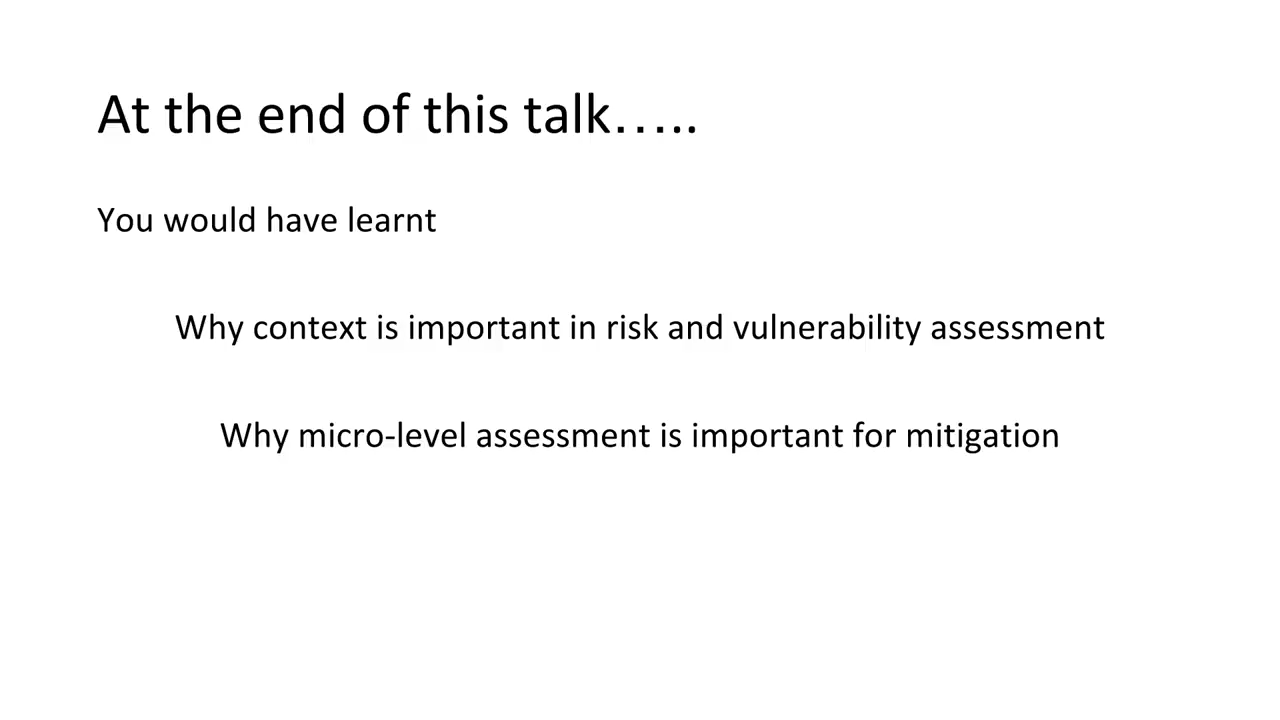 At the end of this talk…..
You would have learnt
Why context is important in risk and vulnerability assessment
Why micro-level assessment is important for mitigation